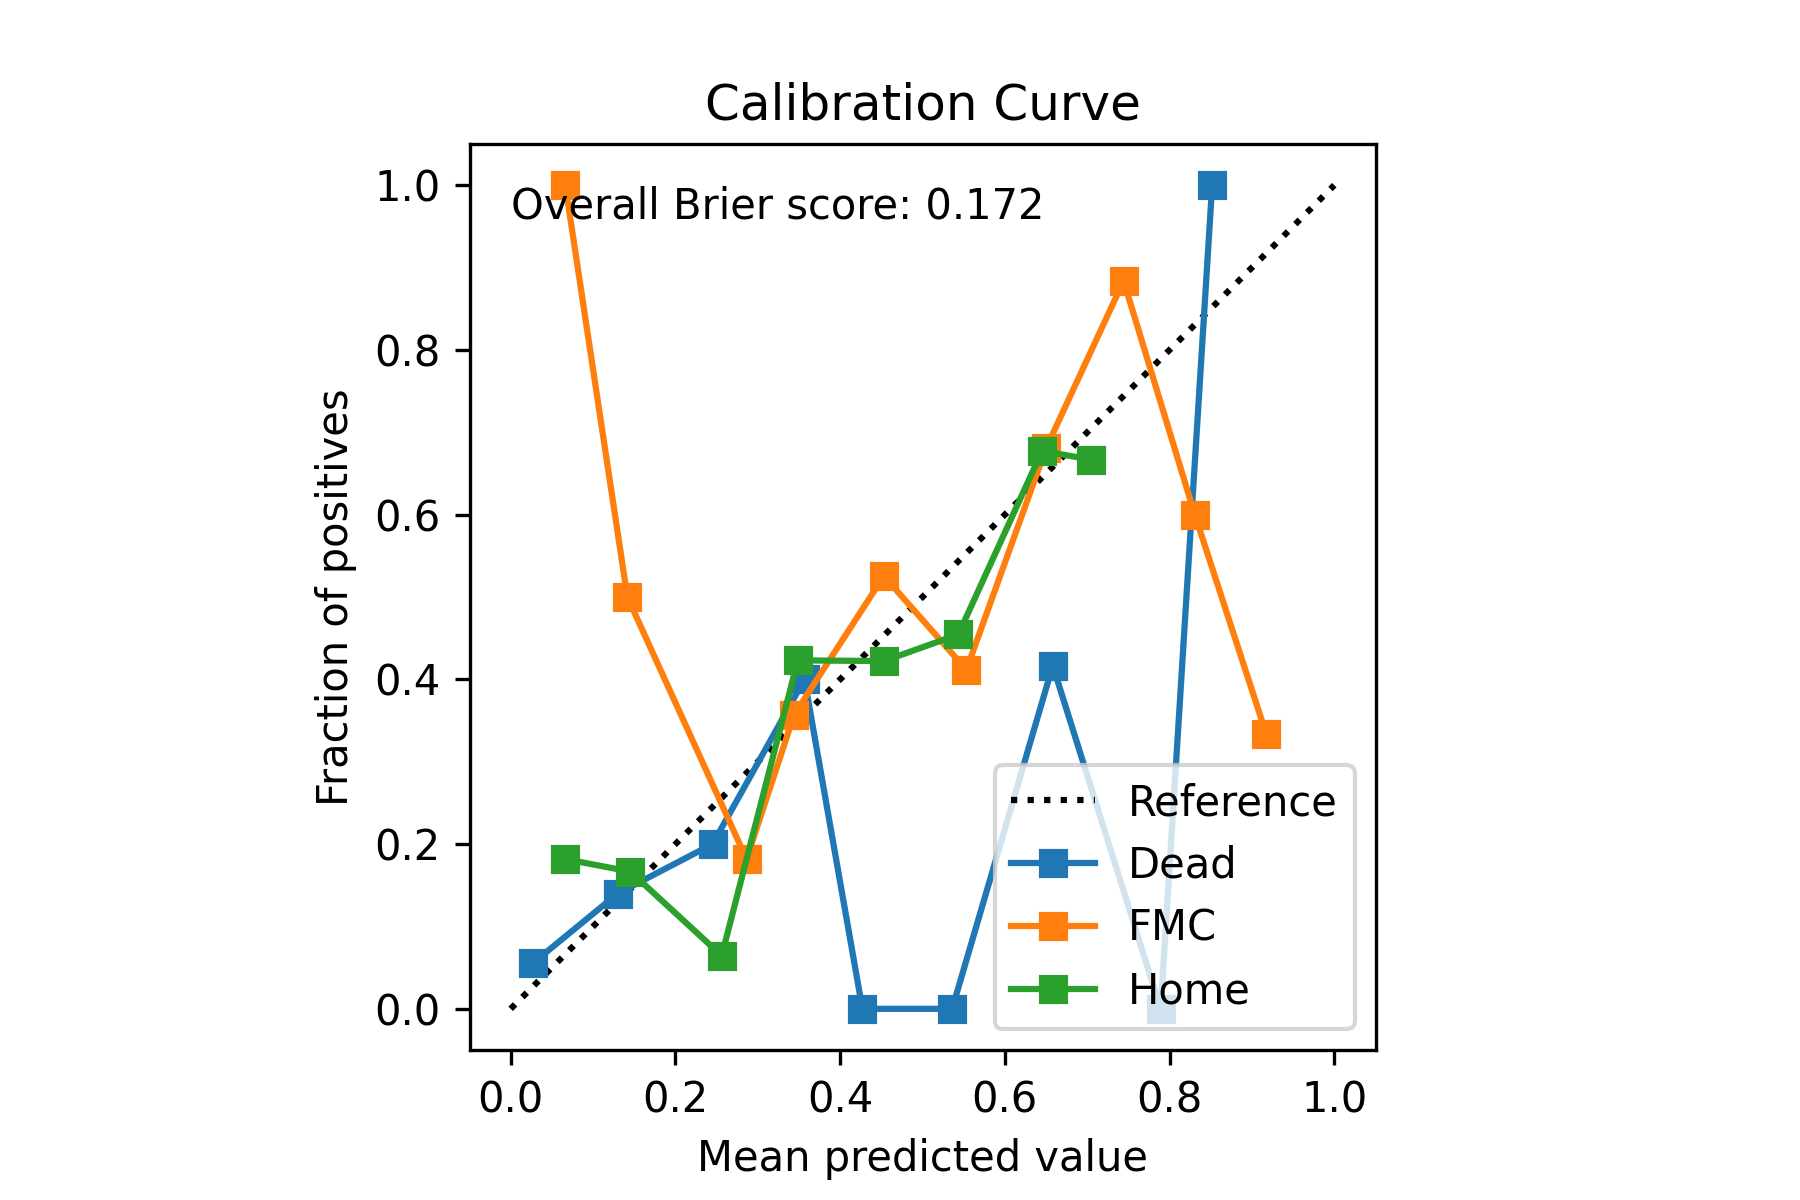 Calibration Curve
Overall Brier score: 0.172
1.0
0.8
0.6
0.4
0.2
0.0
Fraction of positives
Reference
Dead
FMC
Home
0.0 0.2 0.4 0.6 0.8 1.0
Mean predicted value